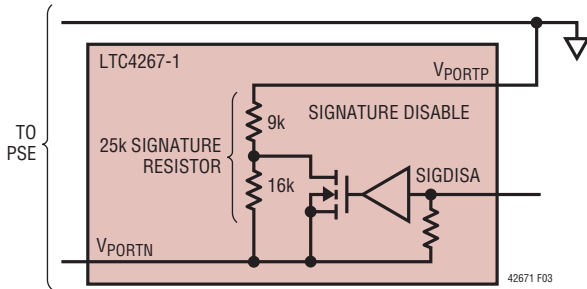 LTC4267-1
VPORTP
9k
SIGNATURE DISABLE
TO
PSE
25k SIGNATURE
RESISTOR
16k
SIGDISA
VPORTN
42671 F03